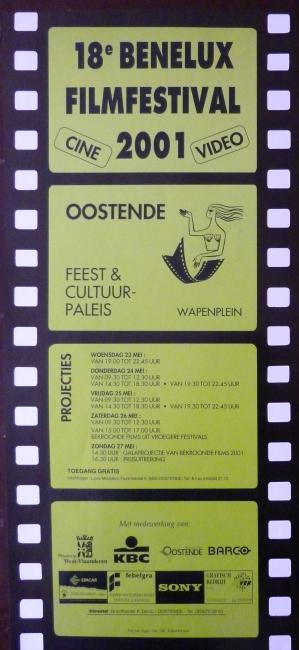 18e BENELUX
FILMFESTIVAL
CINE 2001 VIDEO
OOSTENDE
FEEST &
CULTUUR-
PALEIS
WAPENPLEIN
PROJECTIES
WOENSDAG 23 MEI :
VAN 19.00 TOT 22.45 UUR
DONDERDAG 24 MEI :
VAN 09.30 TOT 12.30 UUR
VAN 14.30 TOT 18.30 UUR • VAN 19.30 TOT 22.45 UUR
VRIJDAG 25 MEI :
VAN 09.30 TOT 12.30 UUR
VAN 14.30 TOT 18.30 UUR • VAN 19.30 TOT 22.45 UUR
ZATERDAG 26 MEI :
VAN 09.30 TOT 12.30 UUR
VAN 15.00 TOT 17.00 UUR
BEKROONDE FILMS UIT VROEGERE FESTIVALS
ZONDAG 27 MEI :
14.30 UUR : GALAPROJECTIE VAN BEKROONDE FILMS 2001
16.30 UUR : PRIJSUITREIKING
TOEGANG GRATIS
Met medewerking van:
Provincie
West-Vlaanderen
KBC
OOSTENDE
BARCO
febelgra
SONY
GRAFISCH
BEDRIJF